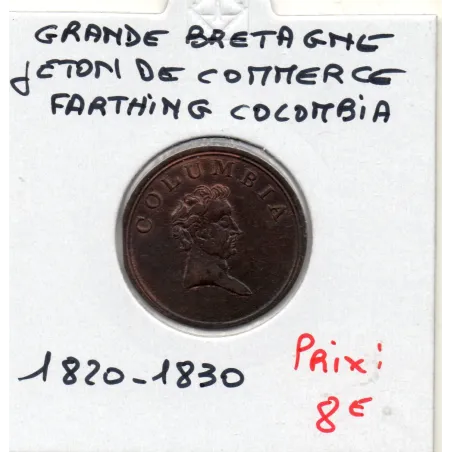 GRANDE BRETAGNE
JETON DE COMMERCE
FARTHING COLOMBIA
COLUMBIA
1820-1830
PRix:
8€